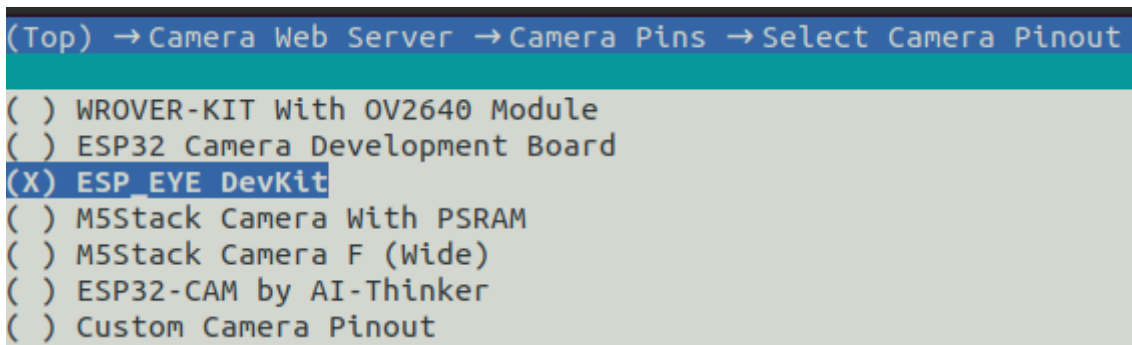 (Top) → Camera Web Server → Camera Pins → Select Camera Pinout
( ) WROVER-KIT With OV2640 Module
( ) ESP32 Camera Development Board
(X) ESP_EYE DevKit
( ) M5Stack Camera With PSRAM
( ) M5Stack Camera F (Wide)
( ) ESP32-CAM by AI-Thinker
( ) Custom Camera Pinout